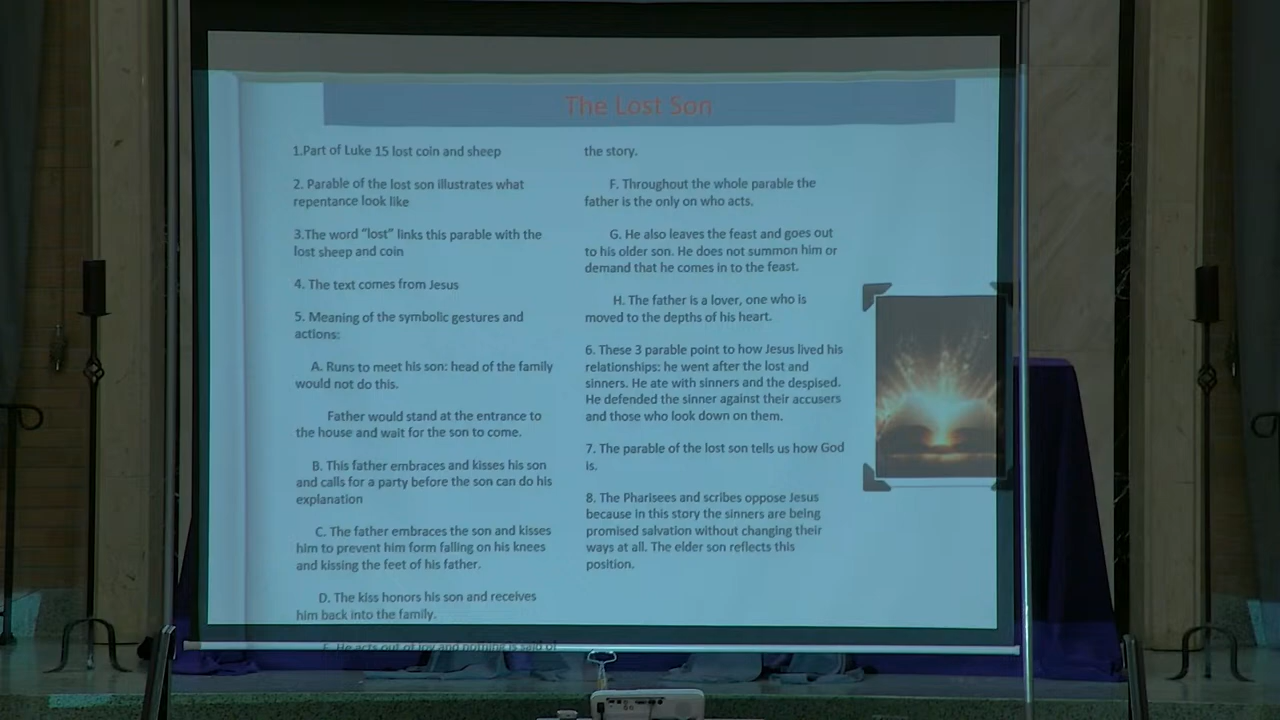 The Lost Son
1.Part of Luke 15 lost coin and sheep
2. Parable of the lost son illustrates what
repentance look like
3.The word "lost" links this parable with the
lost sheep and coin
4. The text comes from Jesus
5. Meaning of the symbolic gestures and
actions:
A. Runs to meet his son: head of the family
would not do this.
Father would stand at the entrance to
the house and wait for the son to come.
B. This father embraces and kisses his son
and calls for a party before the son can do his
explanation
C. The father embraces the son and kisses
him to prevent him form falling on his knees
and kissing the feet of his father.
D. The kiss honors his son and receives
him back into the family.
E. He acts out of joy and nothing is said of
the story.
F. Throughout the whole parable the
father is the only on who acts.
G. He also leaves the feast and goes out
to his older son. He does not summon him or
demand that he comes in to the feast.
H. The father is a lover, one who is
moved to the depths of his heart.
6. These 3 parable point to how Jesus lived his
relationships: he went after the lost and
sinners. He ate with sinners and the despised.
He defended the sinner against their accusers
and those who look down on them.
7. The parable of the lost son tells us how God
is.
8. The Pharisees and scribes oppose Jesus
because in this story the sinners are being
promised salvation without changing their
ways at all. The elder son reflects this
position.